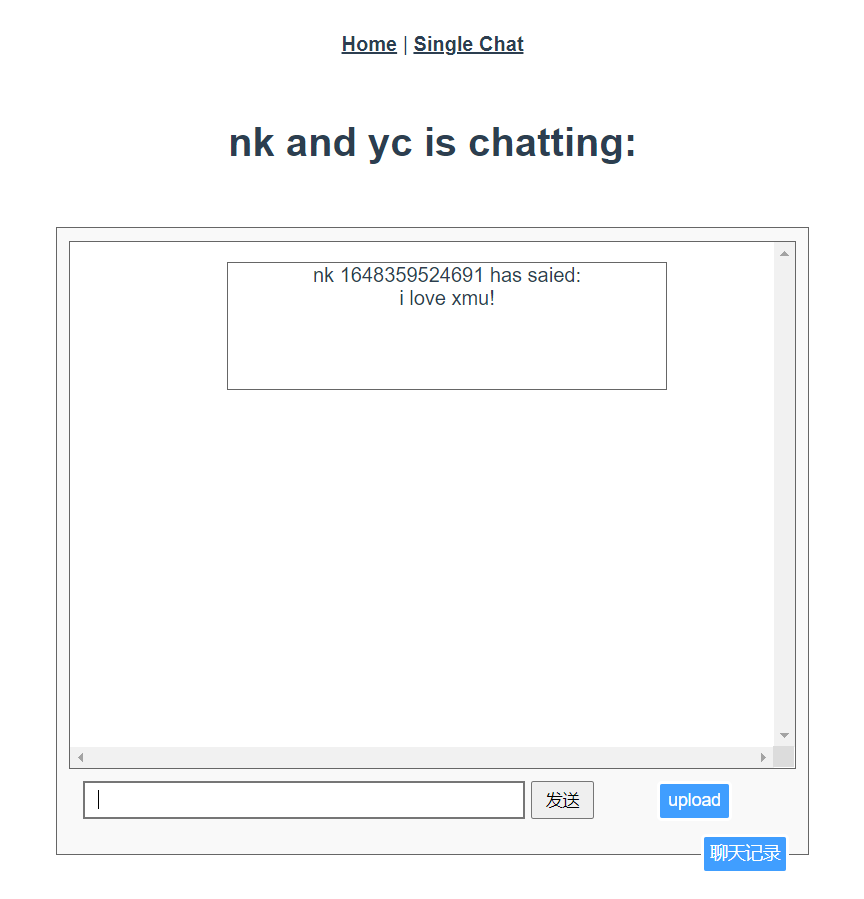 Home | Single Chat
nk and yc is chatting:
nk 1648359524691 has saied:
i love xmu!
发送
upload
聊天记录